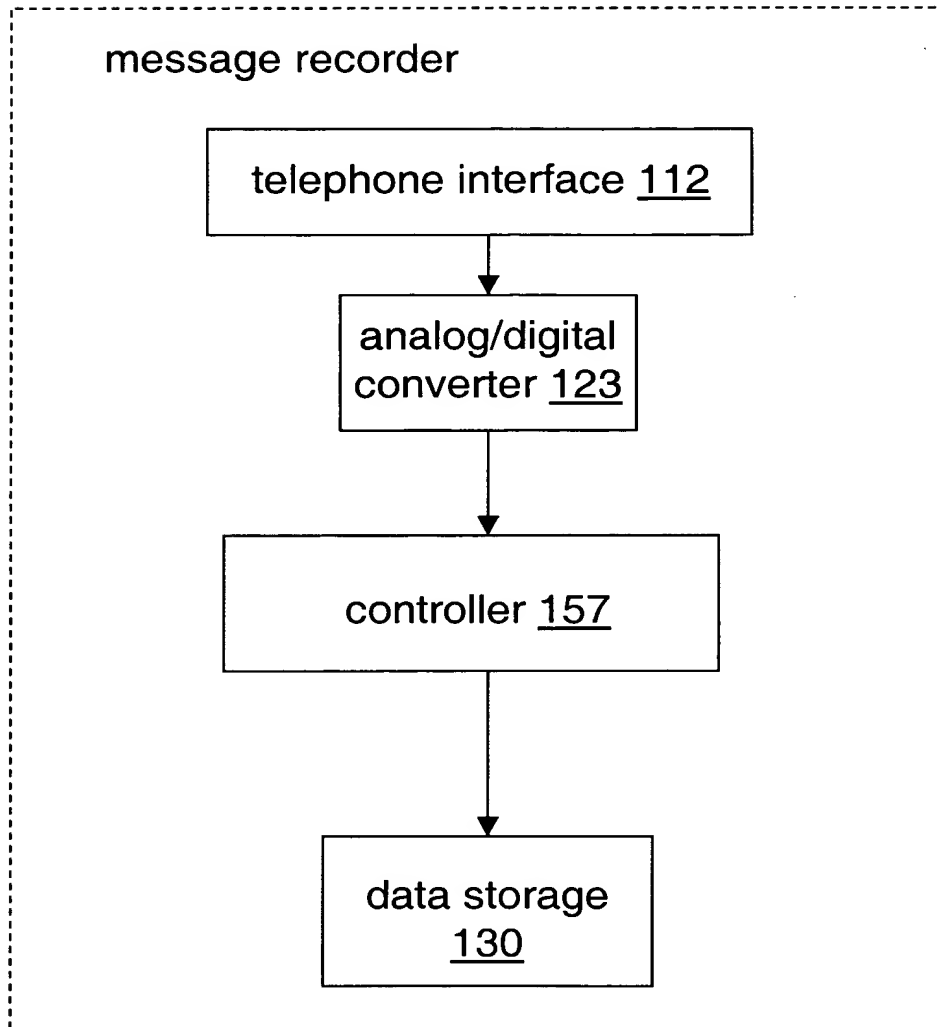 message recorder
telephone interface 112
analog/digital
converter 123
controller 157
data storage
130